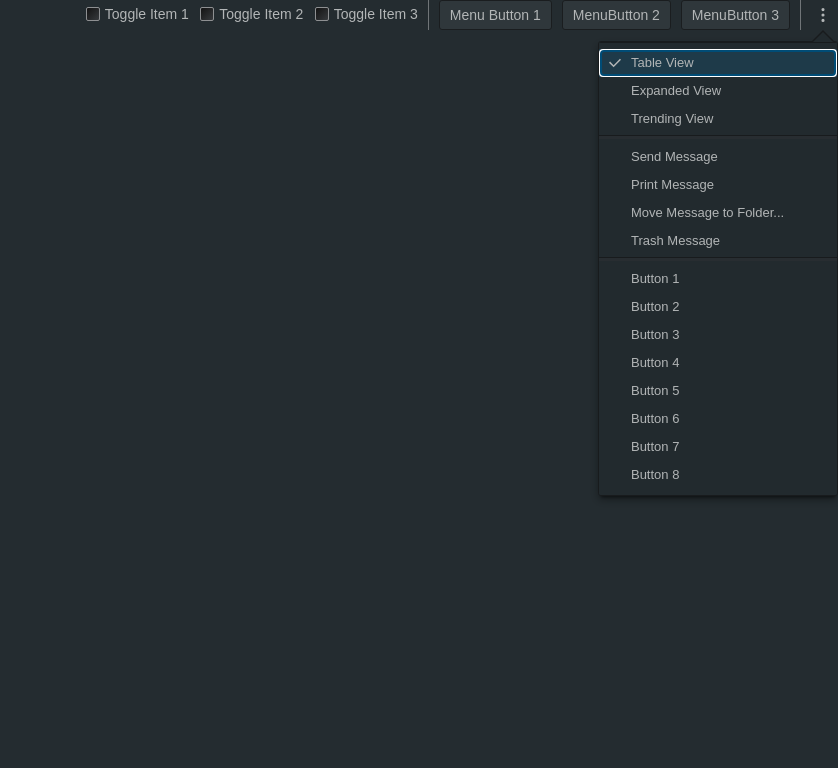 Toggle Item 1 Toggle Item 2 Toggle Item 3 Menu Button 1 MenuButton 2 MenuButton 3
Table View
Expanded View
Trending View
Send Message
Print Message
Move Message to Folder...
Trash Message
Button 1
Button 2
Button 3
Button 4
Button 5
Button 6
Button 7
Button 8